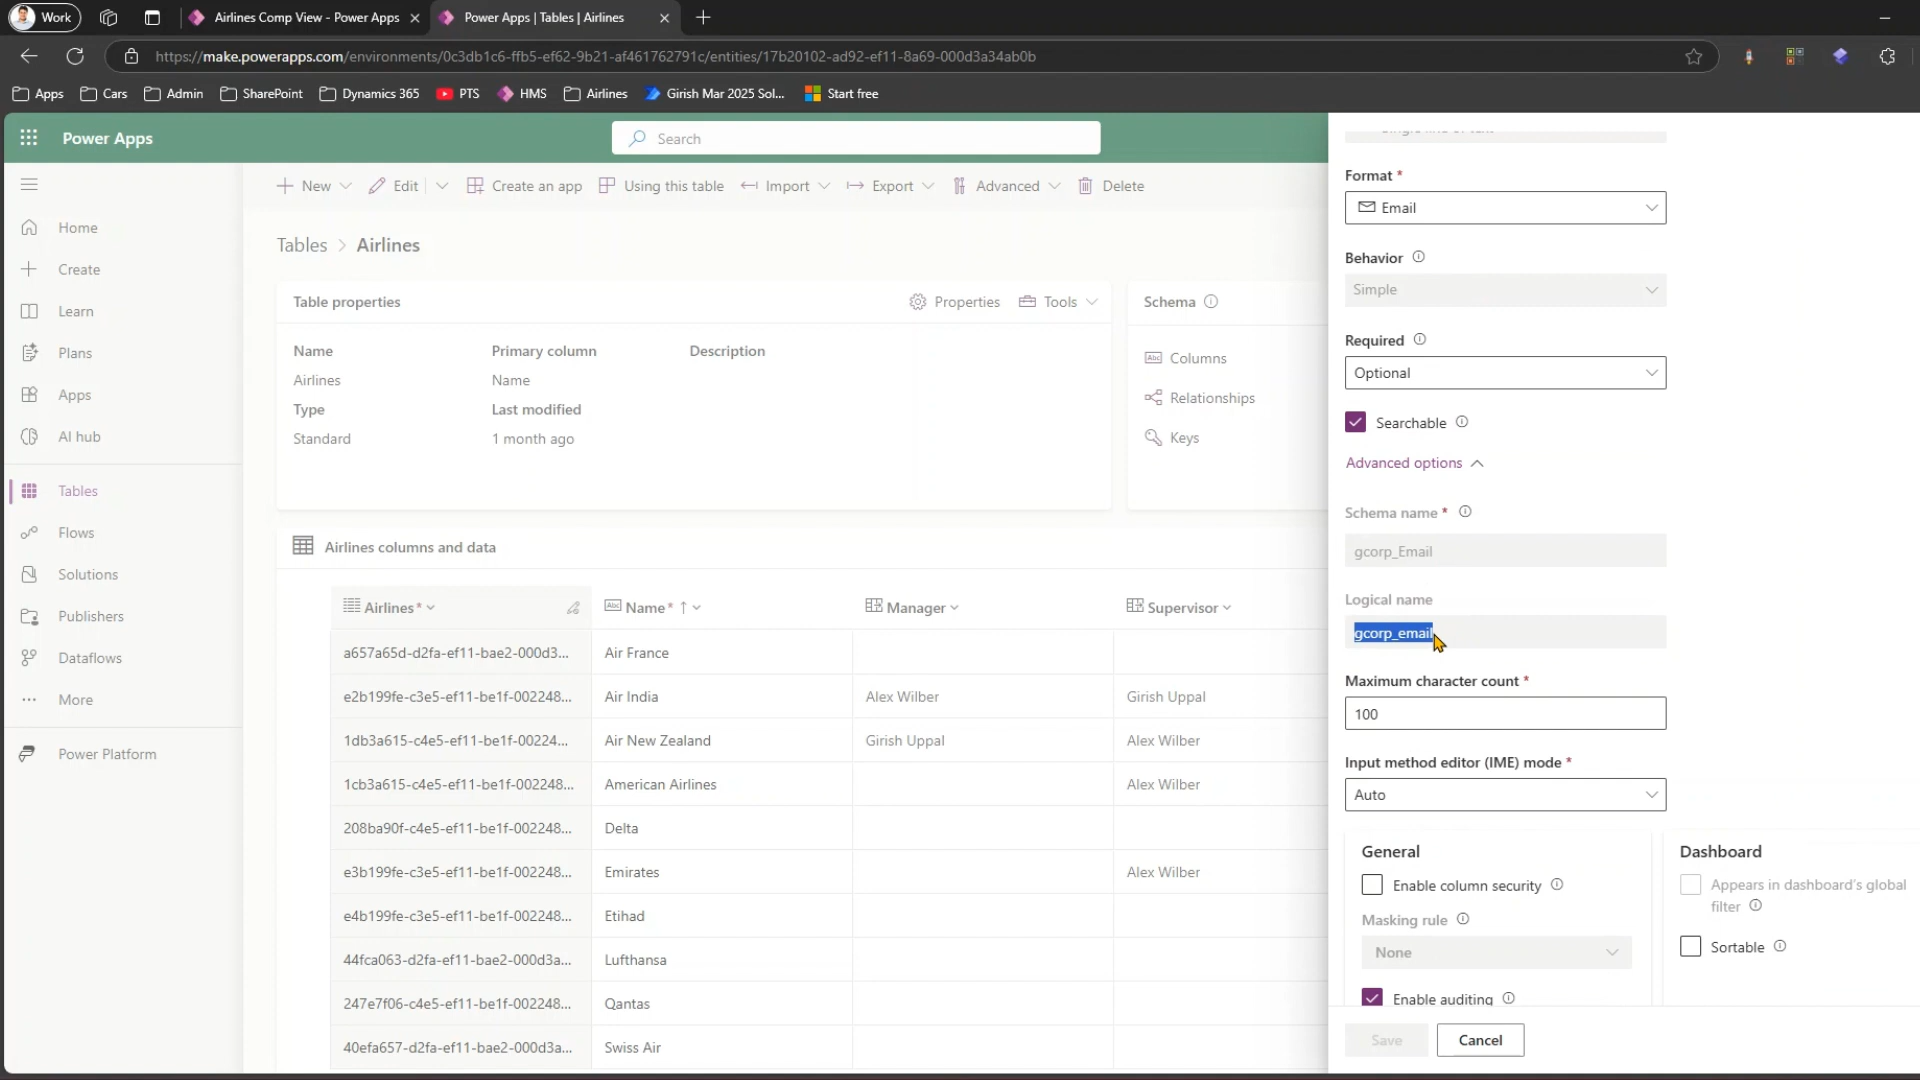 Work
Airlines Comp View - Power Apps
Power Apps | Tables | Airlines
https://make.powerapps.com/environments/0c3db1c6-ffb5-ef62-9b21-af461762791c/entities/17b20102-ad92-ef11-8a69-000d3a34ab0b
Apps Cars Admin SharePoint Dynamics 365 PTS HMS Airlines Girish Mar 2025 Sol... Start free
Power Apps
Search
New Edit Create an app Using this table Import Export Advanced Delete
Home
Create
Learn
Plans
Apps
AI hub
Tables
Flows
Solutions
Publishers
Dataflows
More
Power Platform
Tables > Airlines
Table properties
Properties Tools
Name Primary column Description
Airlines Name
Type Last modified
Standard 1 month ago
Schema
Columns
Relationships
Keys
Airlines columns and data
Airlines* Name* ↑ Manager Supervisor
a657a65d-d2fa-ef11-bae2-000d3... Air France
e2b199fe-c3e5-ef11-be1f-002248... Air India Alex Wilber Girish Uppal
1db3a615-c4e5-ef11-be1f-00224... Air New Zealand Girish Uppal Alex Wilber
1cb3a615-c4e5-ef11-be1f-002248... American Airlines Alex Wilber
208ba90f-c4e5-ef11-be1f-002248... Delta
e3b199fe-c3e5-ef11-be1f-002248... Emirates Alex Wilber
e4b199fe-c3e5-ef11-be1f-002248... Etihad
44fca063-d2fa-ef11-bae2-000d3a... Lufthansa
247e7f06-c4e5-ef11-be1f-002248... Qantas
40efa657-d2fa-ef11-bae2-000d3a... Swiss Air
Format *
Email
Behavior
Simple
Required
Optional
Searchable
Advanced options
Schema name *
gcorp_Email
Logical name
gcorp_email
Maximum character count *
100
Input method editor (IME) mode *
Auto
General
Enable column security
Masking rule
None
Enable auditing
Dashboard
Appears in dashboard's global
filter
Sortable
Save Cancel